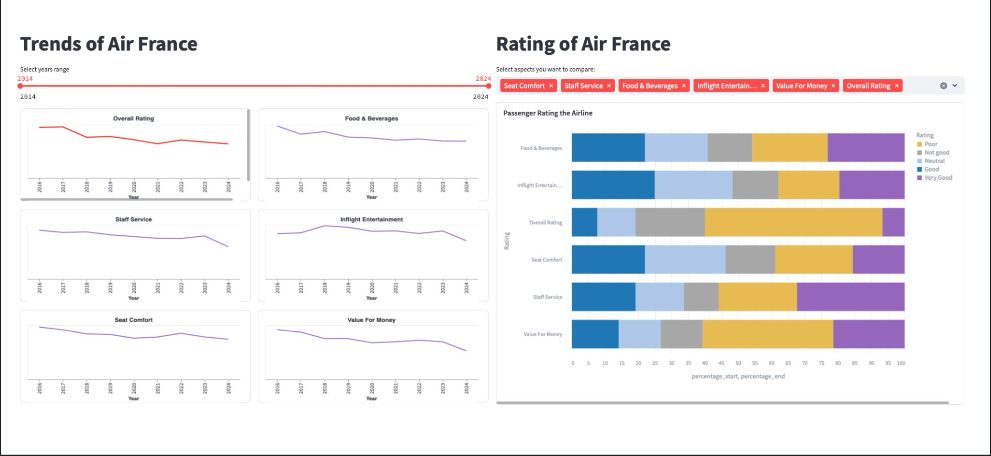 Trends of Air France
Select years range
2014 2024
2014 2024
Overall Rating
2016 2017 2018 2019 2020 2021 2022 2023 2024
Year
Food & Beverages
2016 2017 2018 2019 2020 2021 2022 2023 2024
Year
Staff Service
2016 2017 2018 2019 2020 2021 2022 2023 2024
Year
Inflight Entertainment
2016 2017 2018 2019 2020 2021 2022 2023 2024
Year
Seat Comfort
2016 2017 2018 2019 2020 2021 2022 2023 2024
Year
Value For Money
2016 2017 2018 2019 2020 2021 2022 2023 2024
Year
Rating of Air France
Select aspects you want to compare:
Seat Comfort × Staff Service × Food & Beverages × Inflight Entertain... × Value For Money × Overall Rating ×
Passenger Rating the Airline
Rating
Food & Beverages
Inflight Entertain...
Overall Rating
Seat Comfort
Staff Service
Value For Money
0 5 10 15 20 25 30 35 40 45 50 55 60 65 70 75 80 85 90 95 100
percentage_start, percentage_end
Rating
Poor
Not good
Neutral
Good
Very Good